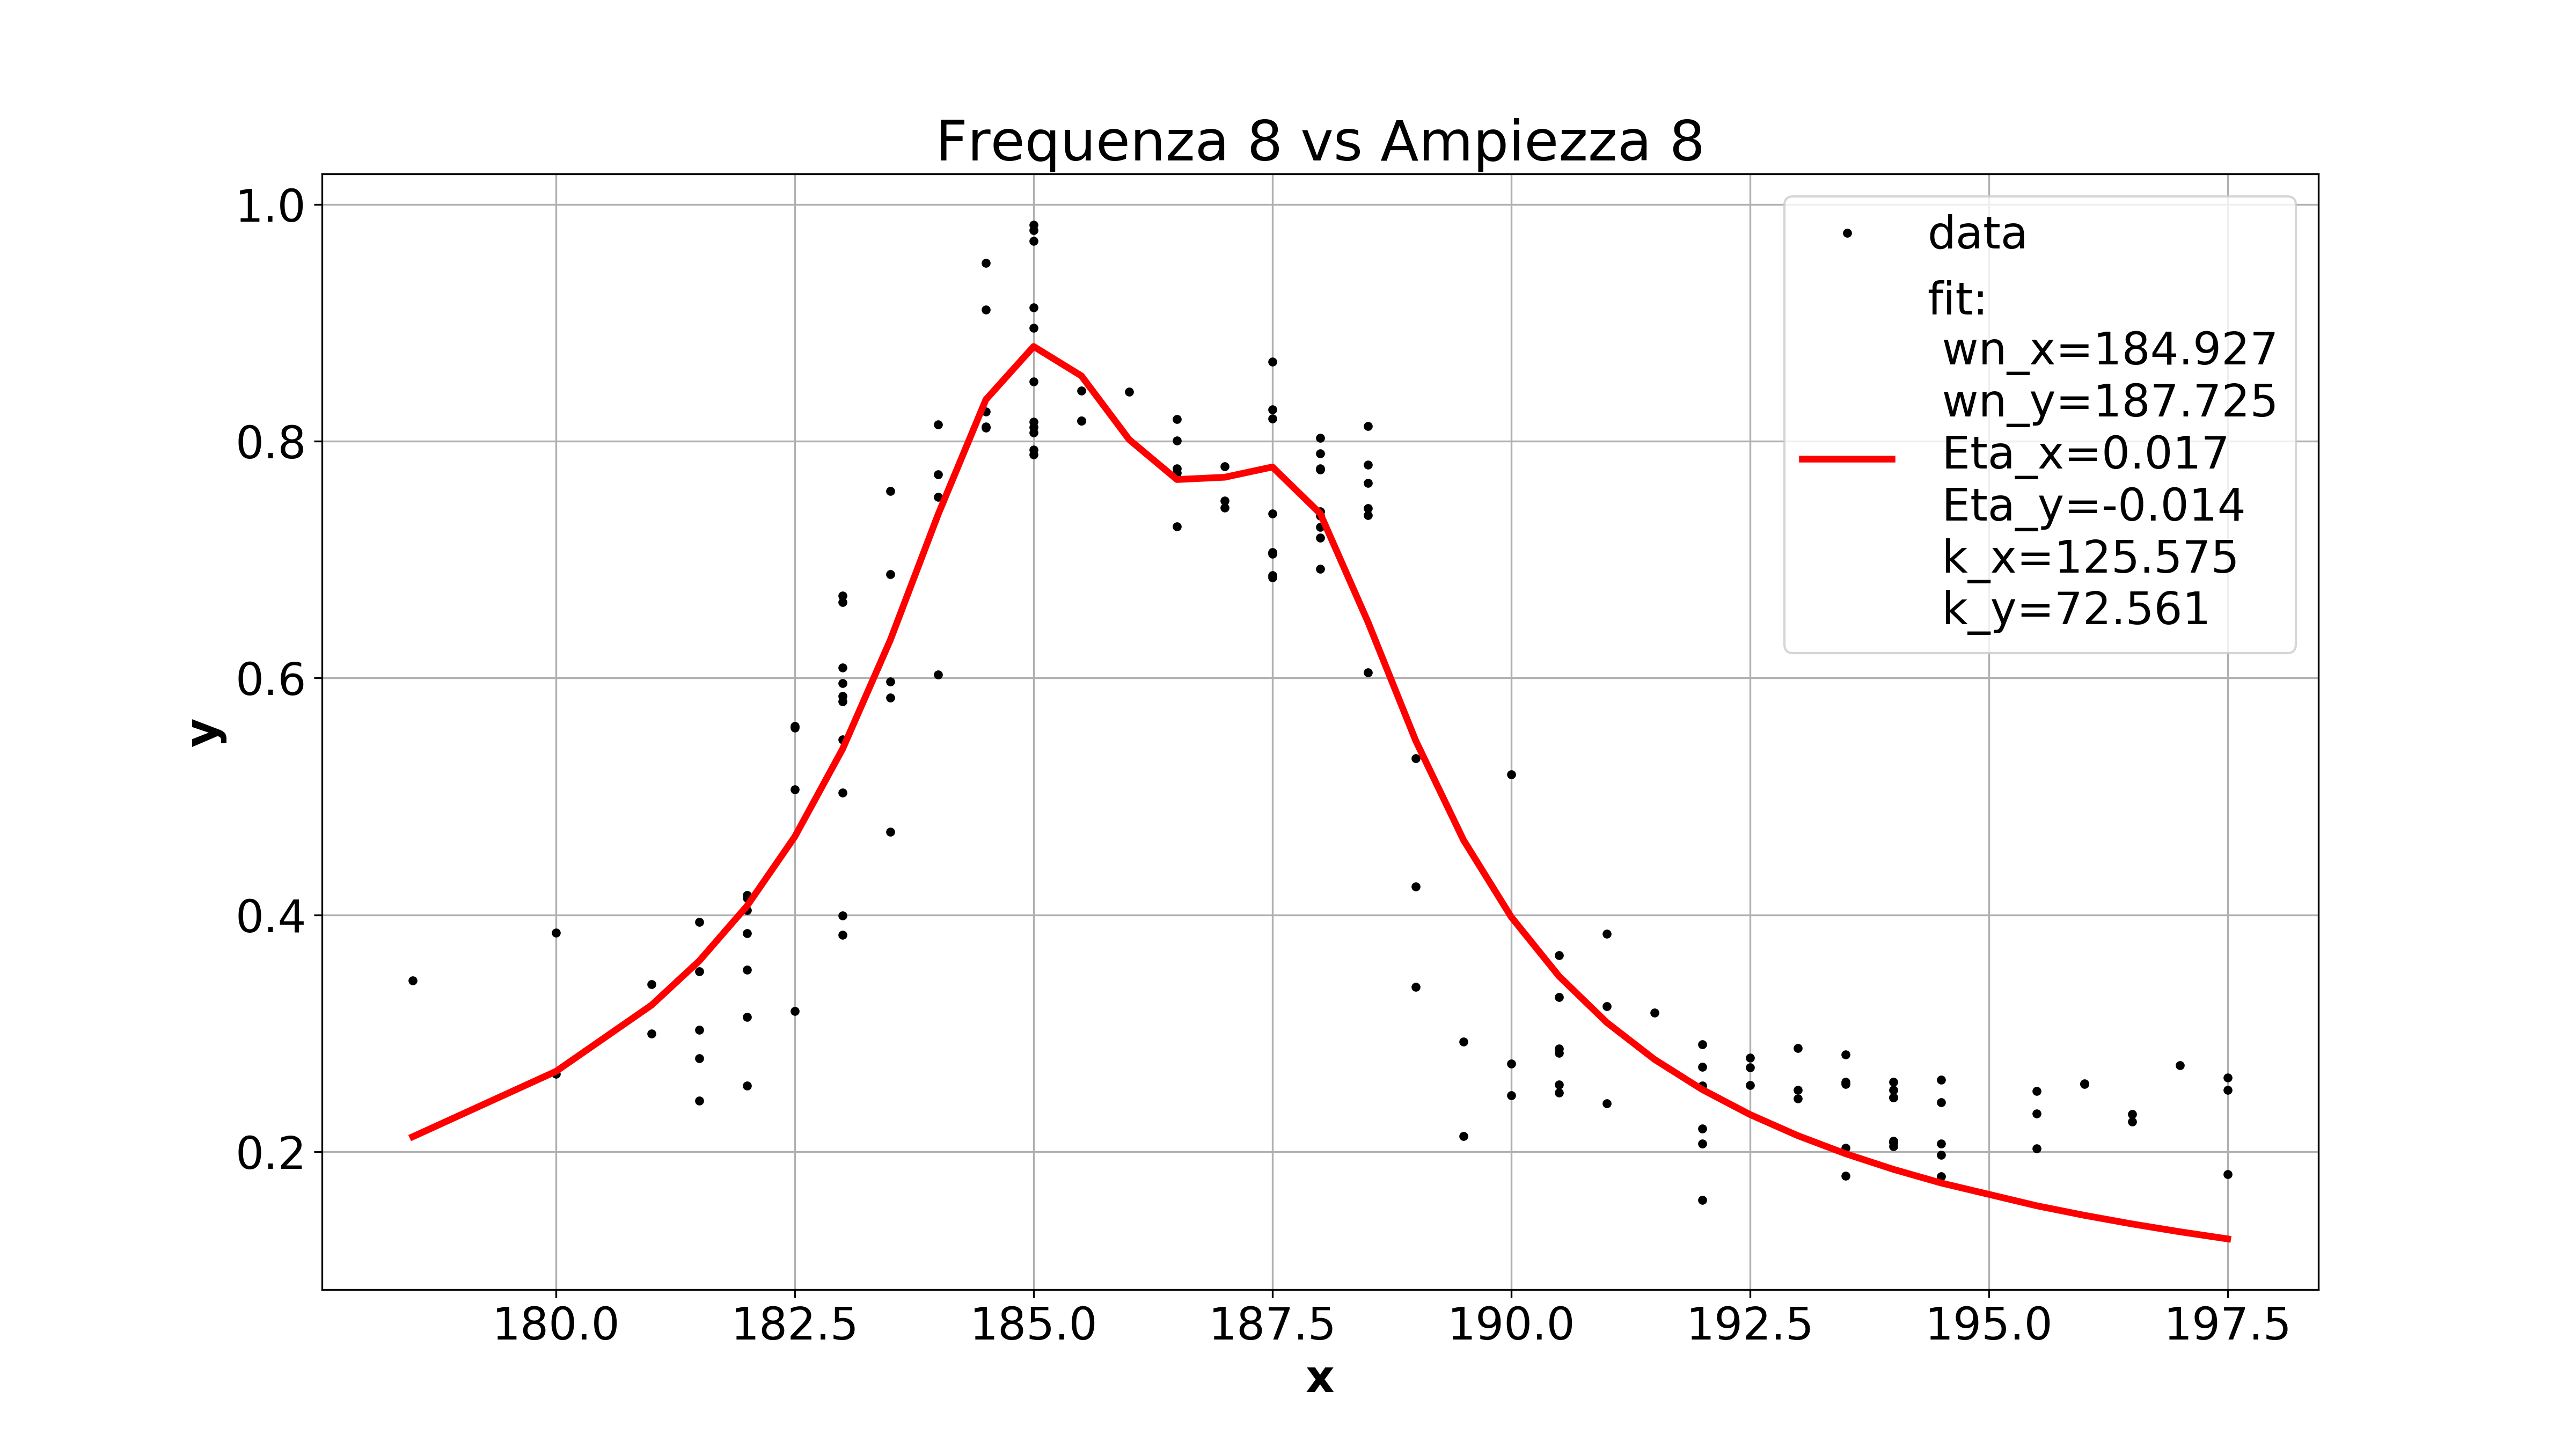 Frequenza 8 vs Ampiezza 8
1.0
0.8
0.6
0.4
0.2
y
data
fit:
wn_x=184.927
wn_y=187.725
Eta_x=0.017
Eta_y=-0.014
k_x=125.575
k_y=72.561
180.0 182.5 185.0 187.5 190.0 192.5 195.0 197.5
x